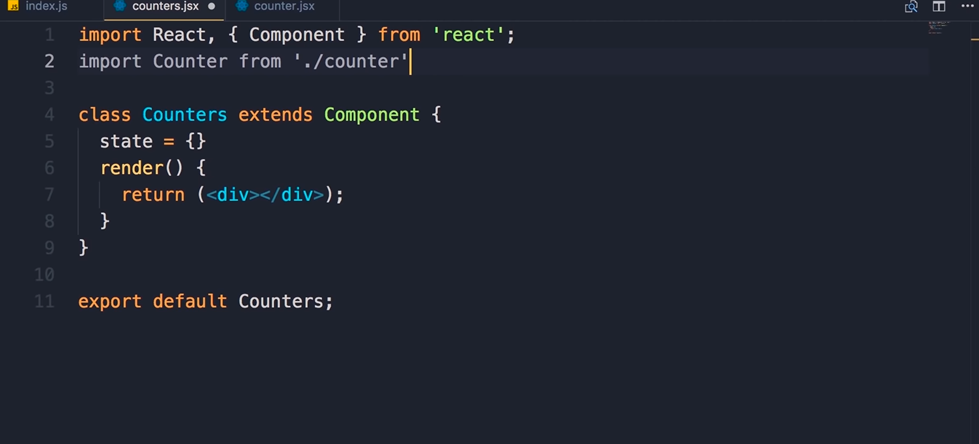 index.js counters.jsx counter.jsx
1 import React, { Component } from 'react';
2 import Counter from './counter'
3
4 class Counters extends Component {
5 state = {}
6 render() {
7 return (<div></div>);
8 }
9 }
10
11 export default Counters;